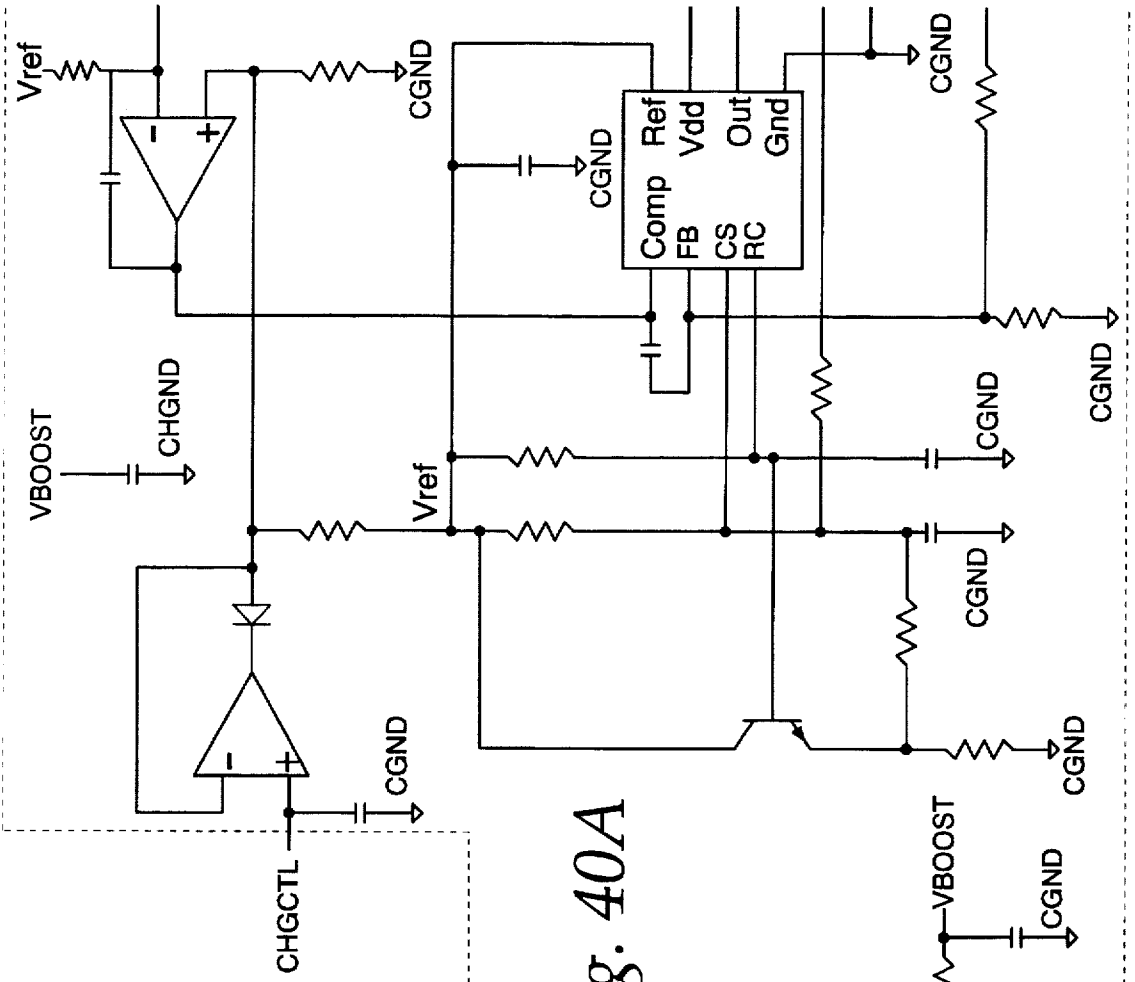 Vref
CGND
CGND
Ref
Vdd
Out
Gnd
Comp
FB
CS
RC
CGND
VBOOST
CHGND
Vref
CGND
CGND
CGND
CHGCTL
CGND
CGND
VBOOST
CGND
g. 40A